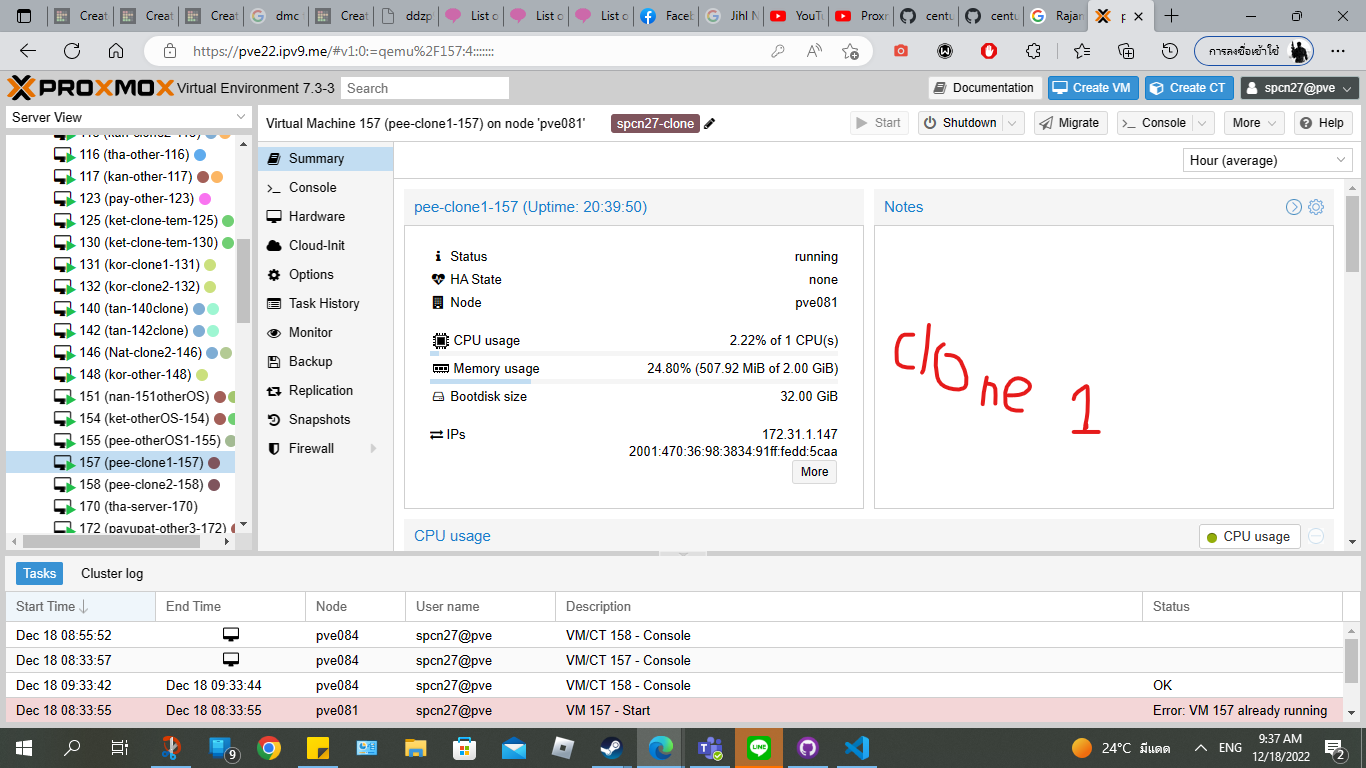 Creat
Creat
Creat
dmc
Creat
ddzp
List o
List o
List o
Faceb
Jihl N
YouTu
Proxr
centu
centu
Rajar
https://pve22.ipv9.me/#v1:0:=qemu%2F157:4:::::::
การลงชื่อเข้าใช้
PROXMOX Virtual Environment 7.3-3
Search
Documentation
Create VM
Create CT
spcn27@pve
Server View
Virtual Machine 157 (pee-clone1-157) on node 'pve081'
spcn27-clone
Start
Shutdown
Migrate
Console
More
Help
116 (tha-other-116)
117 (kan-other-117)
123 (pay-other-123)
125 (ket-clone-tem-125)
130 (ket-clone-tem-130)
131 (kor-clone1-131)
132 (kor-clone2-132)
140 (tan-140clone)
142 (tan-142clone)
146 (Nat-clone2-146)
148 (kor-other-148)
151 (nan-151otherOS)
154 (ket-otherOS-154)
155 (pee-otherOS1-155)
157 (pee-clone1-157)
158 (pee-clone2-158)
170 (tha-server-170)
172 (payupat-other3-172)
Summary
Console
Hardware
Cloud-Init
Options
Task History
Monitor
Backup
Replication
Snapshots
Firewall
Hour (average)
pee-clone1-157 (Uptime: 20:39:50)
Status running
HA State none
Node pve081
CPU usage 2.22% of 1 CPU(s)
Memory usage 24.80% (507.92 MiB of 2.00 GiB)
Bootdisk size 32.00 GiB
IPs 172.31.1.147
2001:470:36:98:3834:91ff:fedd:5caa
More
Notes
clone 1
CPU usage
CPU usage
Tasks
Cluster log
Start Time End Time Node User name Description Status
Dec 18 08:55:52 pve084 spcn27@pve VM/CT 158 - Console
Dec 18 08:33:57 pve084 spcn27@pve VM/CT 157 - Console
Dec 18 09:33:42 Dec 18 09:33:44 pve084 spcn27@pve VM/CT 158 - Console OK
Dec 18 08:33:55 Dec 18 08:33:55 pve081 spcn27@pve VM 157 - Start Error: VM 157 already running
9
LINE
24°C มีแดด
ENG
9:37 AM
12/18/2022
2